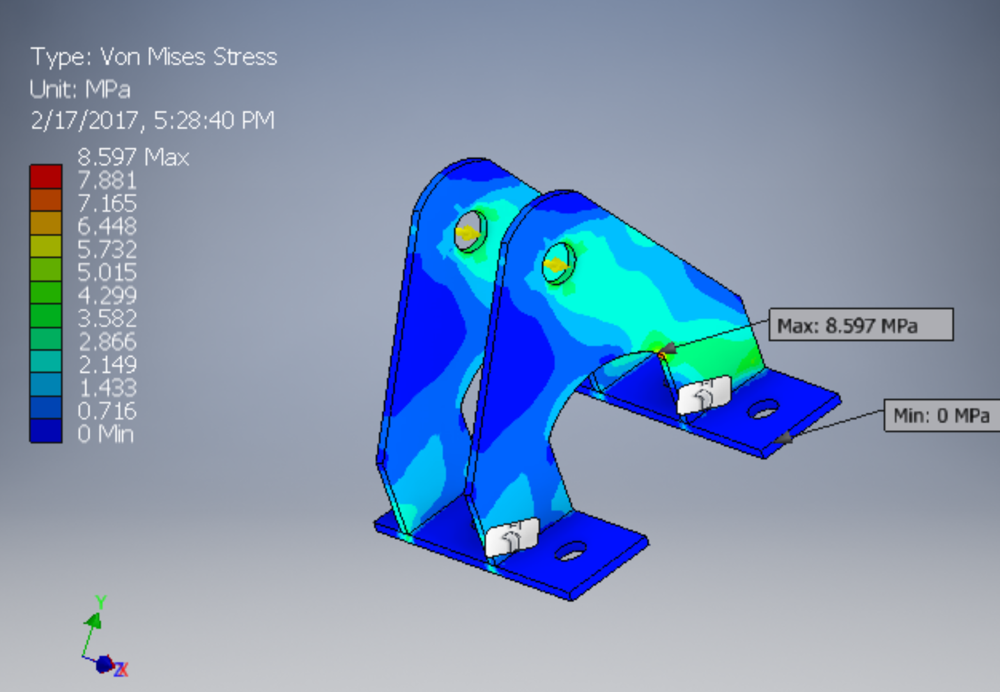 Type: Von Mises Stress
Unit: MPa
2/17/2017, 5:28:40 PM
8.597 Max
7.881
7.165
6.448
5.732
5.015
4.299
3.582
2.866
2.149
1.433
0.716
0 Min
Max: 8.597 MPa
Min: 0 MPa
Y
ZX